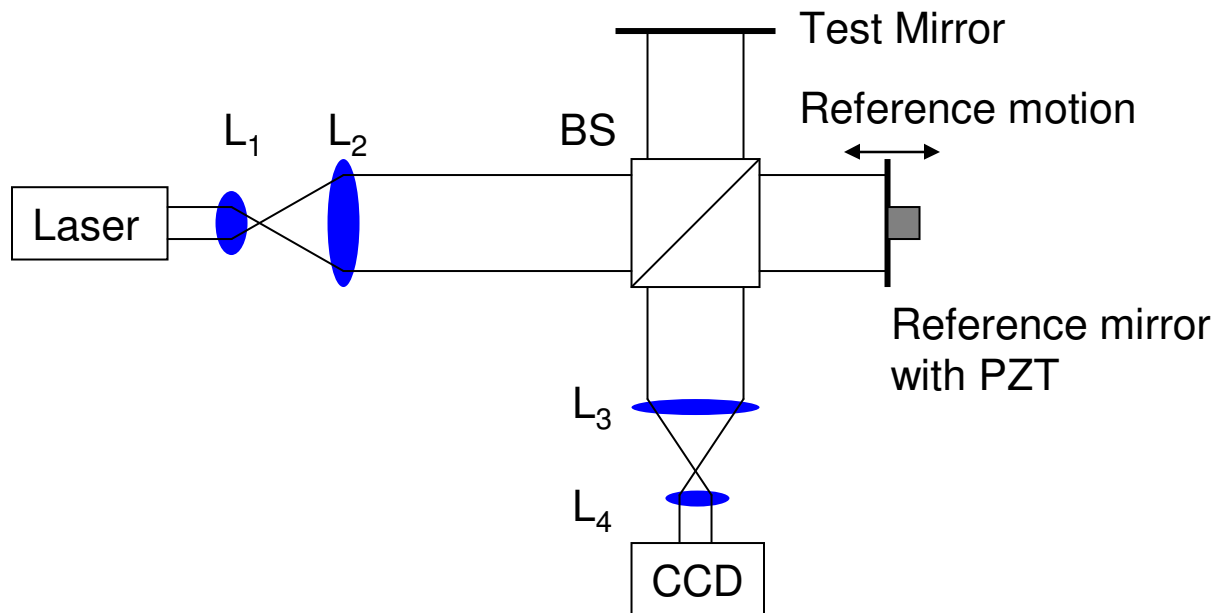 Test Mirror
Reference motion
BS
L₁
L₂
Laser
Reference mirror
with PZT
L₃
L₄
CCD